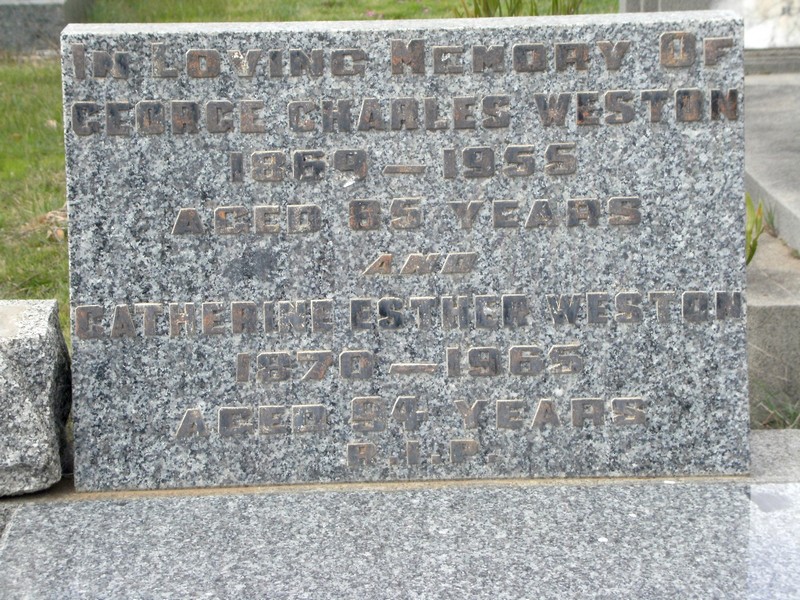 In Loving Memory Of
George Charles Weston
1869 — 1955
Aged 85 Years
And
Catherine Esther Weston
1870 — 1965
Aged 94 Years
R.I.P.